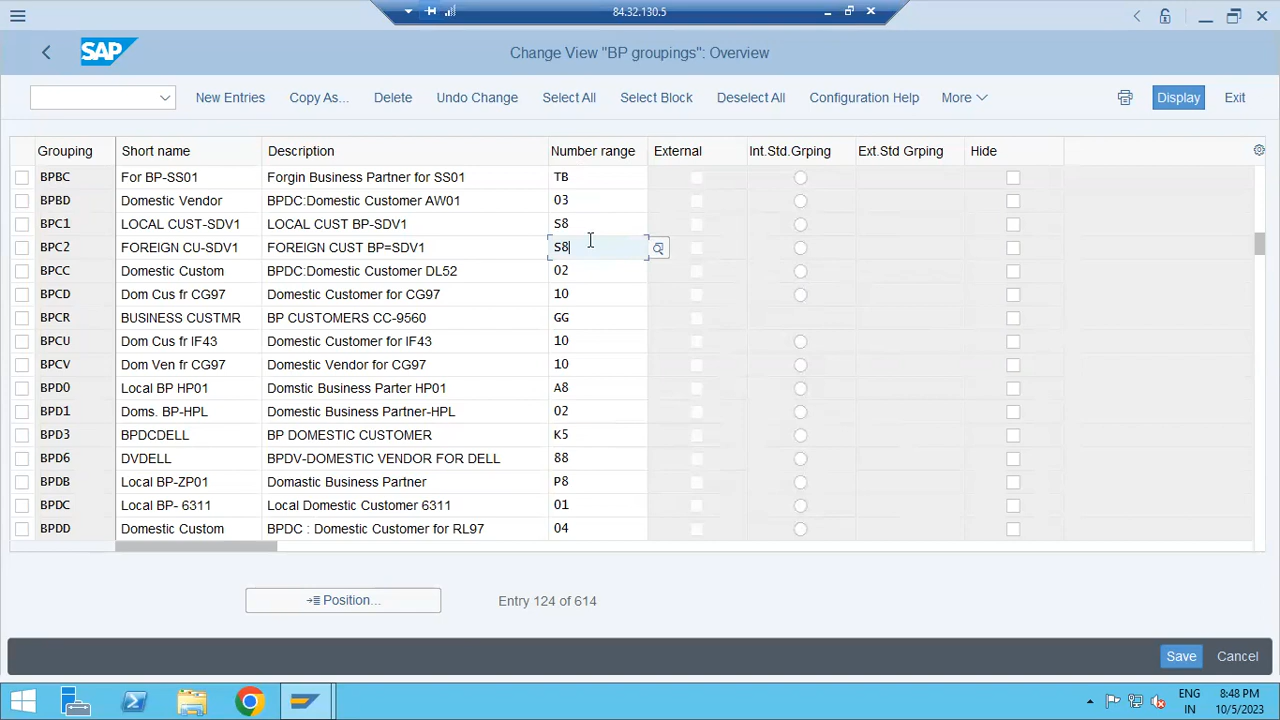 84.32.130.5
SAP
Change View "BP groupings": Overview
New Entries Copy As... Delete Undo Change Select All Select Block Deselect All Configuration Help More Display Exit
Grouping Short name Description Number range External Int.Std.Grping Ext.Std Grping Hide
BPBC For BP-SS01 Forgin Business Partner for SS01 TB
BPBD Domestic Vendor BPDC:Domestic Customer AW01 03
BPC1 LOCAL CUST-SDV1 LOCAL CUST BP-SDV1 S8
BPC2 FOREIGN CU-SDV1 FOREIGN CUST BP=SDV1 S8
BPCC Domestic Custom BPDC:Domestic Customer DL52 02
BPCD Dom Cus fr CG97 Domestic Customer for CG97 10
BPCR BUSINESS CUSTMR BP CUSTOMERS CC-9560 GG
BPCU Dom Cus fr IF43 Domestic Customer for IF43 10
BPCV Dom Ven fr CG97 Domestic Vendor for CG97 10
BPD0 Local BP HP01 Domstic Business Parter HP01 A8
BPD1 Doms. BP-HPL Domestic Business Partner-HPL 02
BPD3 BPDCDELL BP DOMESTIC CUSTOMER K5
BPD6 DVDELL BPDV-DOMESTIC VENDOR FOR DELL 88
BPDB Local BP-ZP01 Domastic Business Partner P8
BPDC Local BP- 6311 Local Domestic Customer 6311 01
BPDD Domestic Custom BPDC : Domestic Customer for RL97 04
Position... Entry 124 of 614
Save Cancel
ENG 8:48 PM
IN 10/5/2023